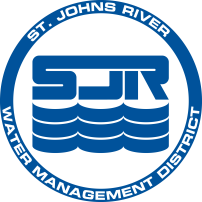 ST. JOHNS RIVER
SJR
WATER MANAGEMENT DISTRICT